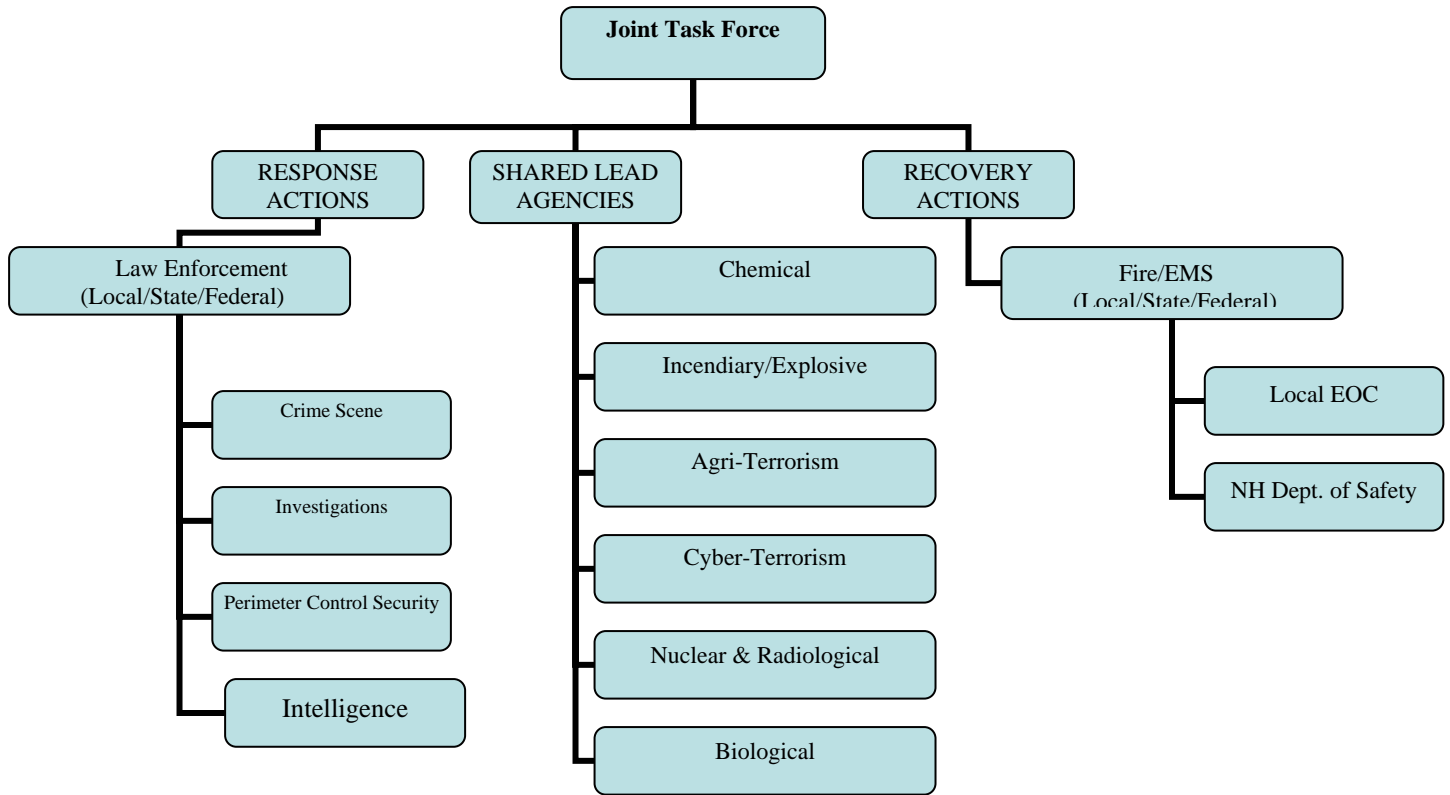 Joint Task Force
RESPONSE
ACTIONS
SHARED LEAD
AGENCIES
RECOVERY
ACTIONS
Law Enforcement
(Local/State/Federal)
Crime Scene
Investigations
Perimeter Control Security
Intelligence
Chemical
Incendiary/Explosive
Agri-Terrorism
Cyber-Terrorism
Nuclear & Radiological
Biological
Fire/EMS
(Local/State/Federal)
Local EOC
NH Dept. of Safety